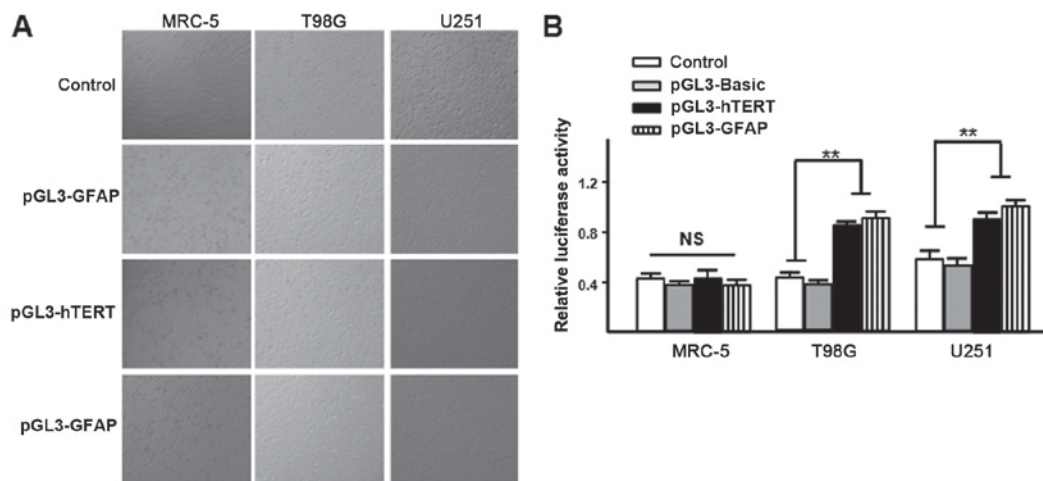 A
MRC-5 T98G U251
Control
pGL3-GFAP
pGL3-hTERT
pGL3-GFAP
B
Control
pGL3-Basic
pGL3-hTERT
pGL3-GFAP
Relative luciferase activity
1.2
0.8
0.4
NS
**
**
MRC-5 T98G U251